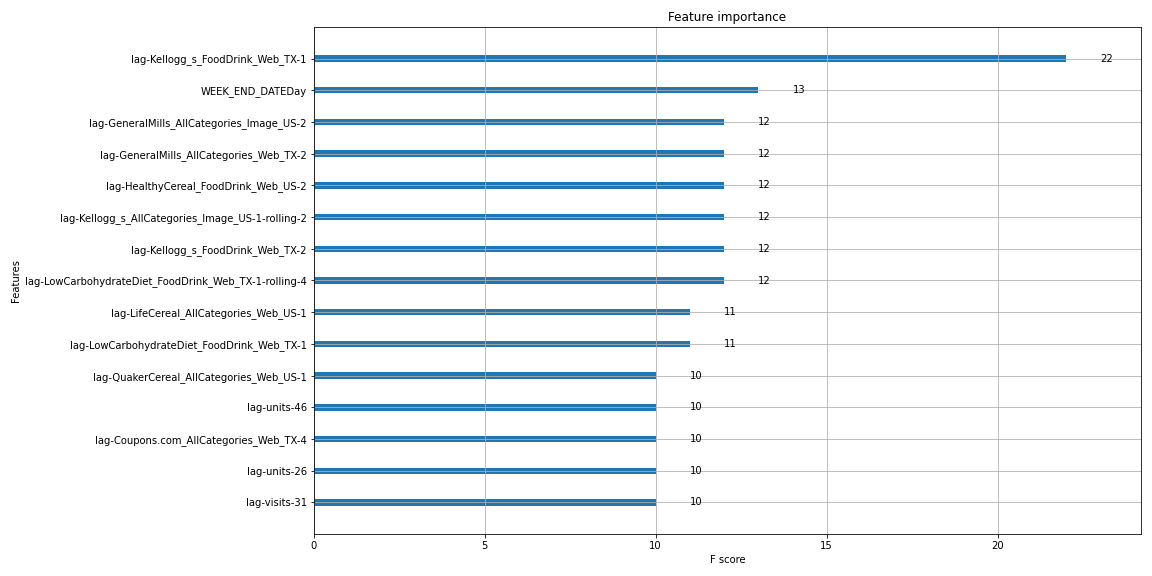 Feature importance
lag-Kellogg_s_FoodDrink_Web_TX-1 22
WEEK_END_DATEDay 13
lag-GeneralMills_AllCategories_Image_US-2 12
lag-GeneralMills_AllCategories_Web_TX-2 12
lag-HealthyCereal_FoodDrink_Web_US-2 12
lag-Kellogg_s_AllCategories_Image_US-1-rolling-2 12
lag-Kellogg_s_FoodDrink_Web_TX-2 12
lag-LowCarbohydrateDiet_FoodDrink_Web_TX-1-rolling-4 12
lag-LifeCereal_AllCategories_Web_US-1 11
lag-LowCarbohydrateDiet_FoodDrink_Web_TX-1 11
lag-QuakerCereal_AllCategories_Web_US-1 10
lag-units-46 10
lag-Coupons.com_AllCategories_Web_TX-4 10
lag-units-26 10
lag-visits-31 10
Features
0 5 10 15 20
F score